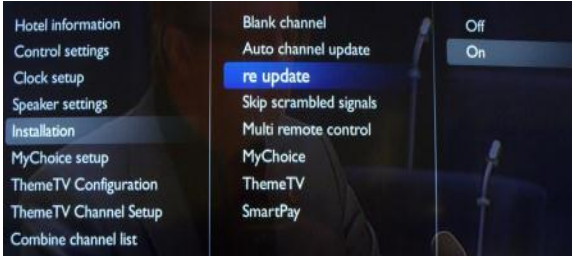 Hotel information
Control settings
Clock setup
Speaker settings
Installation
MyChoice setup
ThemeTV Configuration
ThemeTV Channel Setup
Combine channel list
Blank channel
Auto channel update
re update
Skip scrambled signals
Multi remote control
MyChoice
ThemeTV
SmartPay
Off
On